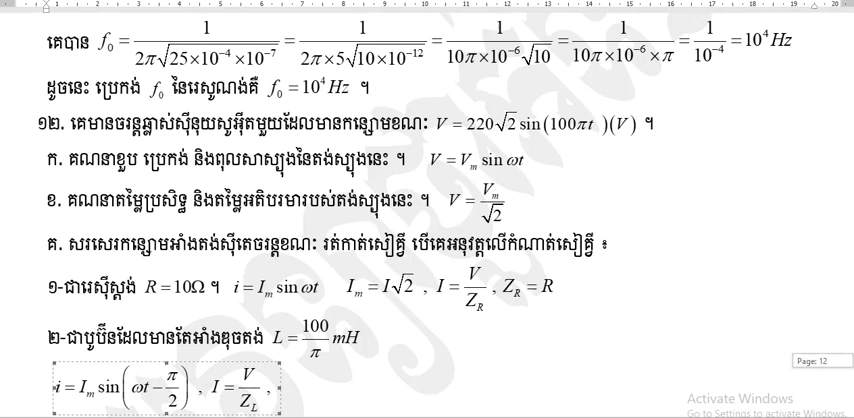 គេបាន f₀ = 1/(2π√(25×10⁻⁴×10⁻⁷)) = 1/(2π×5√(10×10⁻¹²)) = 1/(10π×10⁻⁶√10) = 1/(10π×10⁻⁶×π) = 1/10⁻⁴ = 10⁴ Hz
ដូចនេះ ប្រេកង់ f₀ នៃរេសូណង់គឺ f₀ = 10⁴ Hz ។
១២. គេមានចរន្តឆ្លាស់ស៊ីនុយសូអ៊ីតមួយដែលមានកន្សោមខណៈ V = 220√2 sin(100πt )(V) ។
ក. គណនាខួប ប្រេកង់ និងពុលសាស្យុងនៃតង់ស្យុងនេះ ។ V = Vₘ sin ωt
ខ. គណនាតម្លៃប្រសិទ្ធ និងតម្លៃអតិបរមារបស់តង់ស្យុងនេះ ។ V = Vₘ/√2
គ. សរសេរកន្សោមអាំងតង់ស៊ីតេចរន្តខណៈ រត់កាត់សៀគ្វី បើគេអនុវត្តលើកំណាត់សៀគ្វី ៖
១-ជារេស៊ីស្តង់ R = 10Ω ។ i = Iₘ sin ωt Iₘ = I√2 , I = V/Z_R , Z_R = R
២-ជាបូប៊ីនដែលមានតែអាំងឌុចតង់ L = 100/π mH
i = Iₘ sin(ωt − π/2) , I = V/Z_L ,
Page: 12
Activate Windows
Go to Settings to activate Windows.